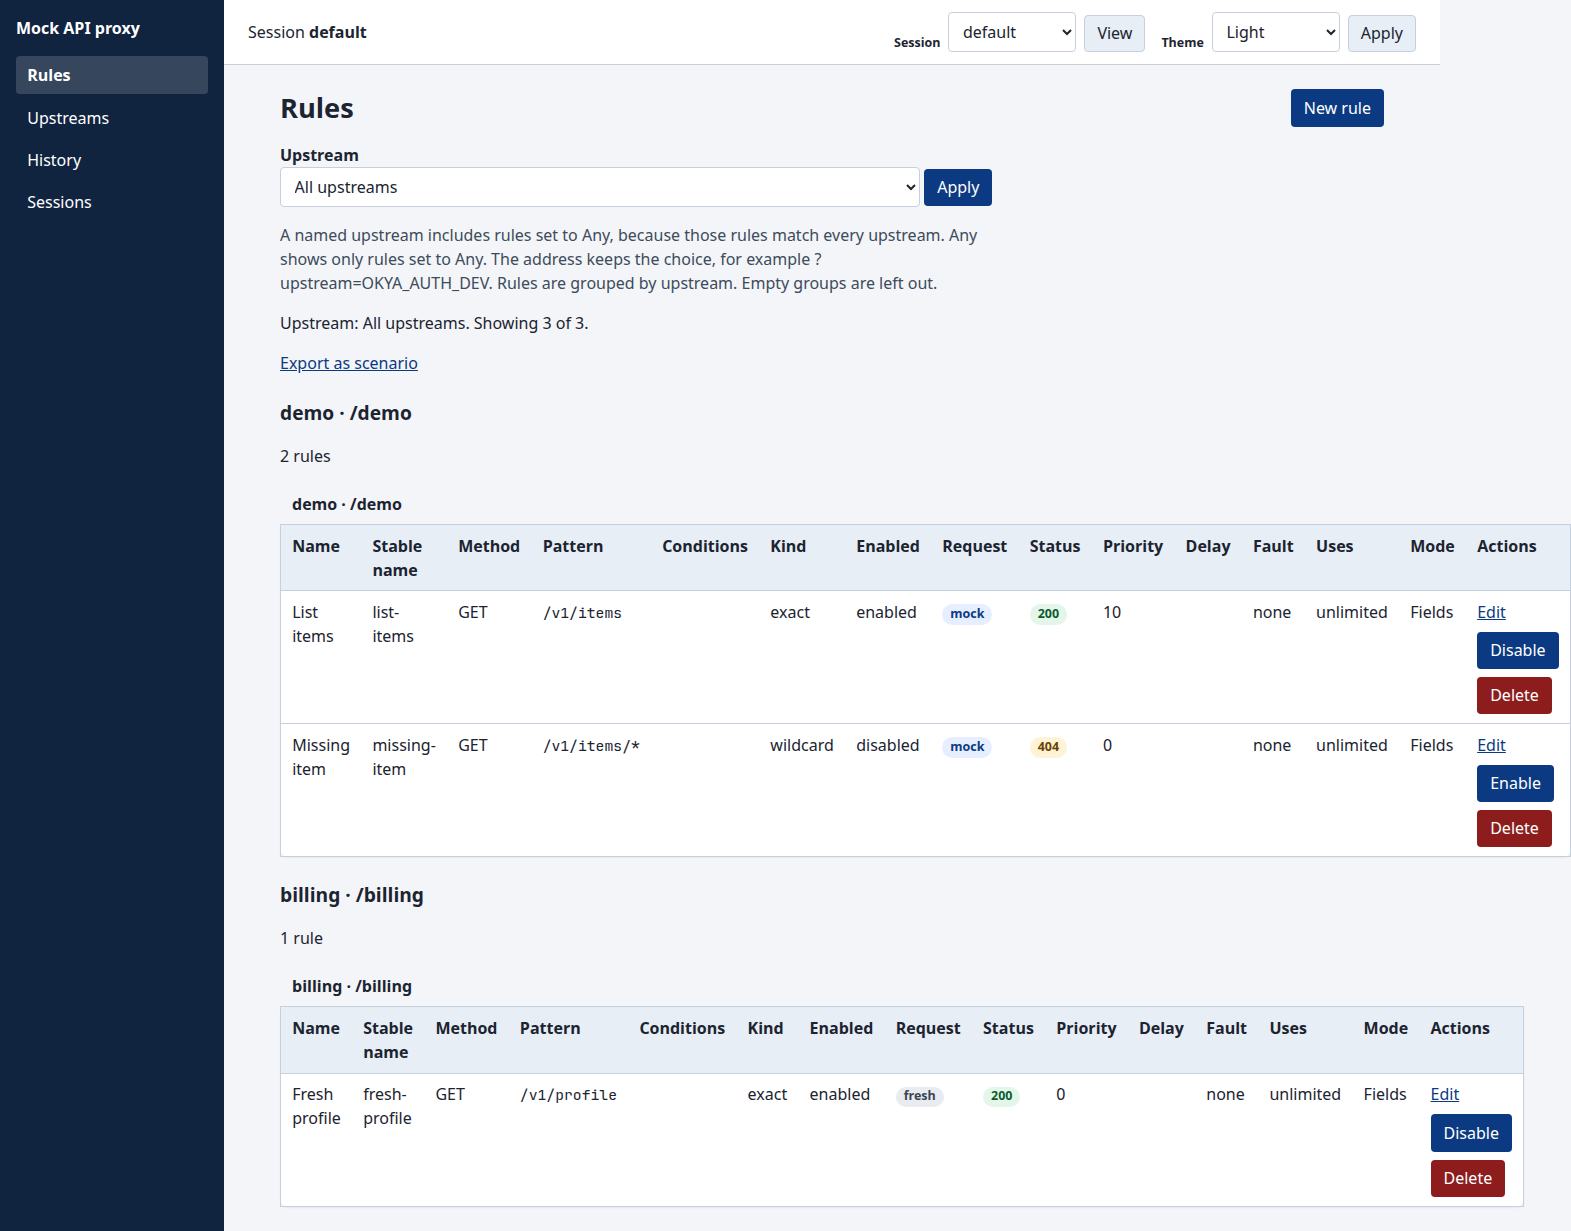 Mock API proxy
Rules
Upstreams
History
Sessions
Session default
Session default View Theme Light Apply
Rules
New rule
Upstream
All upstreams Apply
A named upstream includes rules set to Any, because those rules match every upstream. Any
shows only rules set to Any. The address keeps the choice, for example ?
upstream=OKYA_AUTH_DEV. Rules are grouped by upstream. Empty groups are left out.
Upstream: All upstreams. Showing 3 of 3.
Export as scenario
demo · /demo
2 rules
demo · /demo
Name Stable name Method Pattern Conditions Kind Enabled Request Status Priority Delay Fault Uses Mode Actions
List items list-items GET /v1/items exact enabled mock 200 10 none unlimited Fields Edit
Disable
Delete
Missing item missing-item GET /v1/items/* wildcard disabled mock 404 0 none unlimited Fields Edit
Enable
Delete
billing · /billing
1 rule
billing · /billing
Name Stable name Method Pattern Conditions Kind Enabled Request Status Priority Delay Fault Uses Mode Actions
Fresh profile fresh-profile GET /v1/profile exact enabled fresh 200 0 none unlimited Fields Edit
Disable
Delete